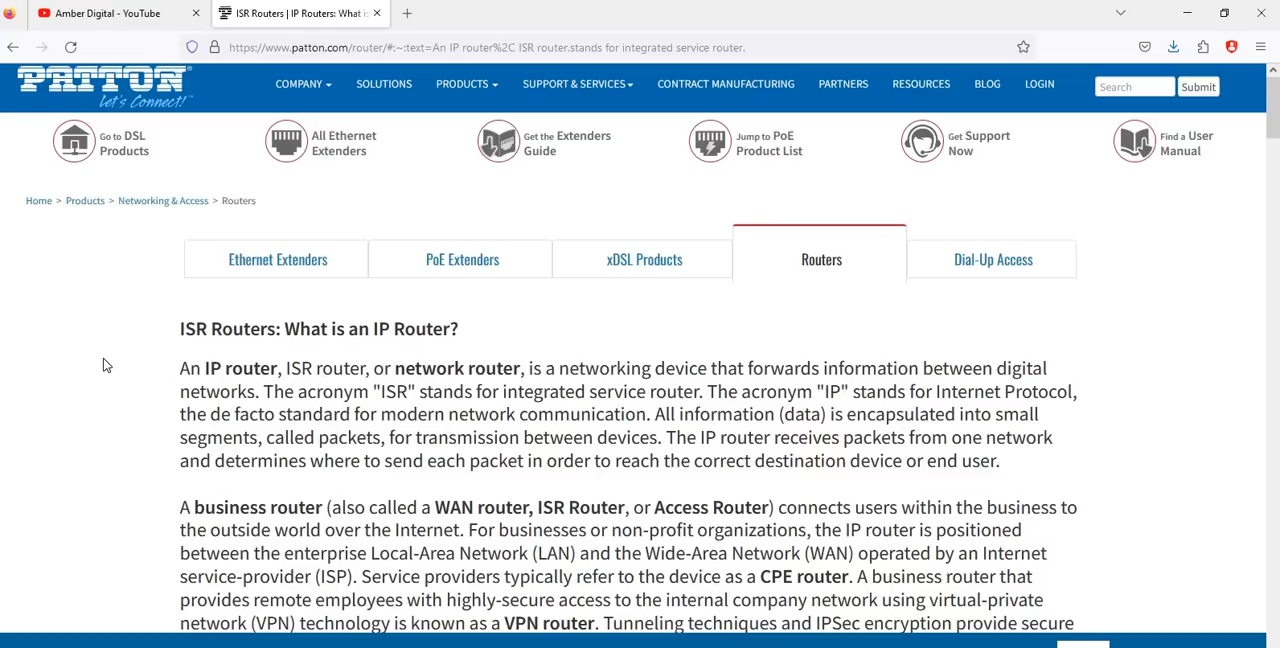 Amber Digital - YouTube
ISR Routers | IP Routers: What is
https://www.patton.com/router/#:~:text=An IP router%2C ISR router.stands for integrated service router.
PATTON®
Let's Connect!™
COMPANY
SOLUTIONS
PRODUCTS
SUPPORT & SERVICES
CONTRACT MANUFACTURING
PARTNERS
RESOURCES
BLOG
LOGIN
Search
Submit
Go to DSL
Products
All Ethernet
Extenders
Get the Extenders
Guide
Jump to PoE
Product List
Get Support
Now
Find a User
Manual
Home > Products > Networking & Access > Routers
Ethernet Extenders
PoE Extenders
xDSL Products
Routers
Dial-Up Access
ISR Routers: What is an IP Router?
An IP router, ISR router, or network router, is a networking device that forwards information between digital
networks. The acronym "ISR" stands for integrated service router. The acronym "IP" stands for Internet Protocol,
the de facto standard for modern network communication. All information (data) is encapsulated into small
segments, called packets, for transmission between devices. The IP router receives packets from one network
and determines where to send each packet in order to reach the correct destination device or end user.
A business router (also called a WAN router, ISR Router, or Access Router) connects users within the business to
the outside world over the Internet. For businesses or non-profit organizations, the IP router is positioned
between the enterprise Local-Area Network (LAN) and the Wide-Area Network (WAN) operated by an Internet
service-provider (ISP). Service providers typically refer to the device as a CPE router. A business router that
provides remote employees with highly-secure access to the internal company network using virtual-private
network (VPN) technology is known as a VPN router. Tunneling techniques and IPSec encryption provide secure